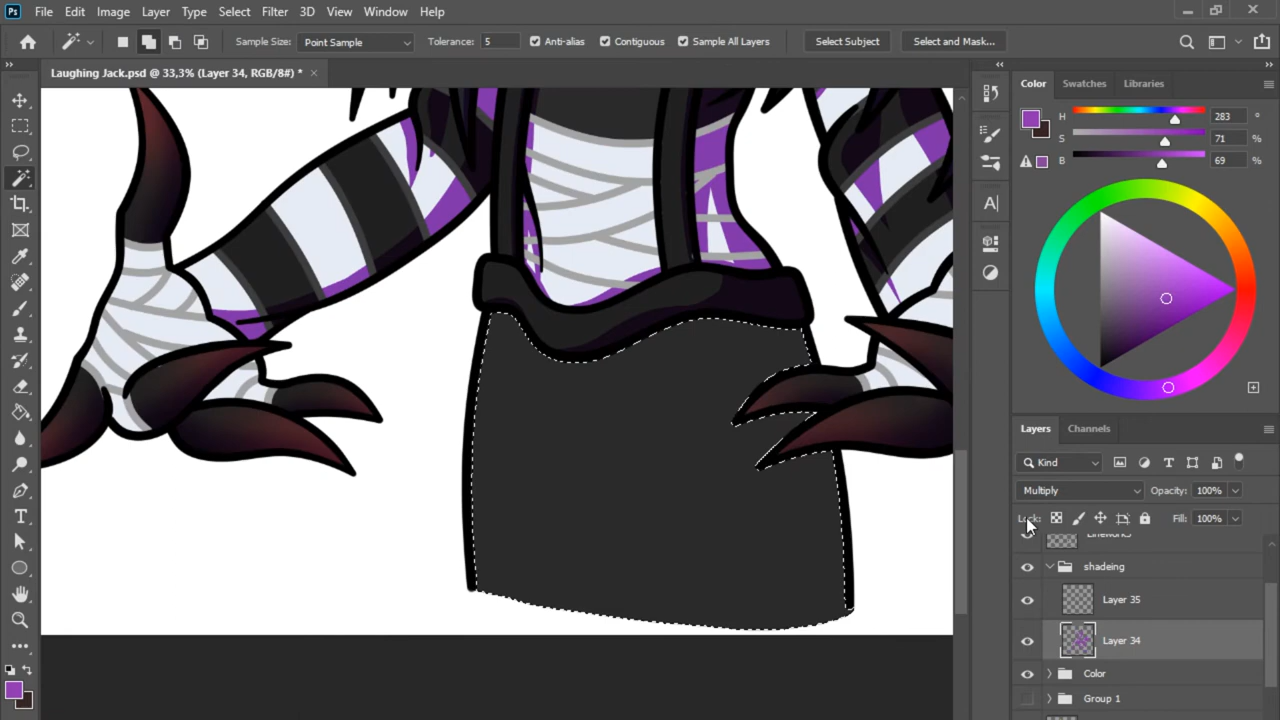 Ps File Edit Image Layer Type Select Filter 3D View Window Help
Sample Size: Point Sample Tolerance: 5 Anti-alias Contiguous Sample All Layers Select Subject Select and Mask...
Laughing Jack.psd @ 33,3% (Layer 34, RGB/8#) * ×
Color Swatches Libraries
H 283 °
S 71 %
B 69 %
Layers Channels
Kind
Multiply Opacity: 100%
Lock: Fill: 100%
shadeing
Layer 35
Layer 34
Color
Group 1